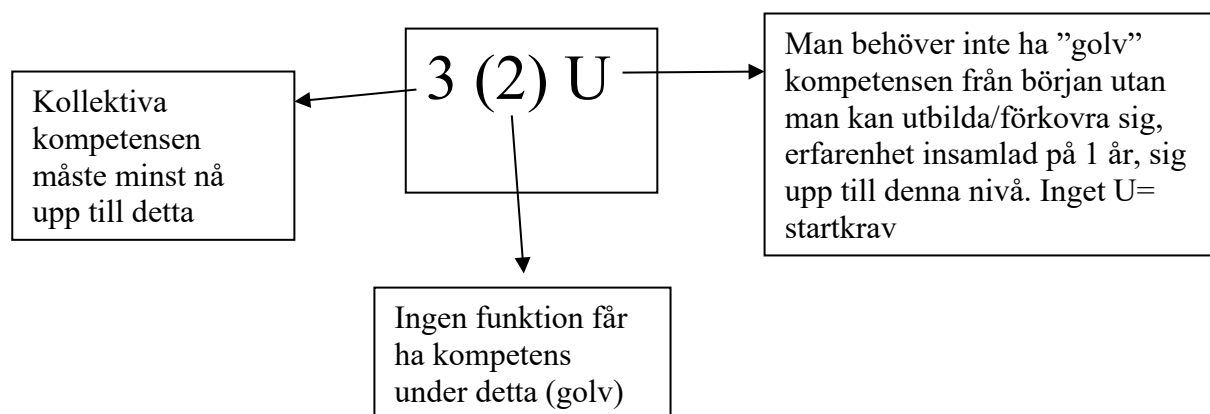 3 (2) U
Kollektiva
kompetensen
måste minst nå
upp till detta
Man behöver inte ha ”golv”
kompetensen från början utan
man kan utbilda/förkovra sig,
erfarenhet insamlad på 1 år, sig
upp till denna nivå. Inget U=
startkrav
Ingen funktion får
ha kompetens
under detta (golv)